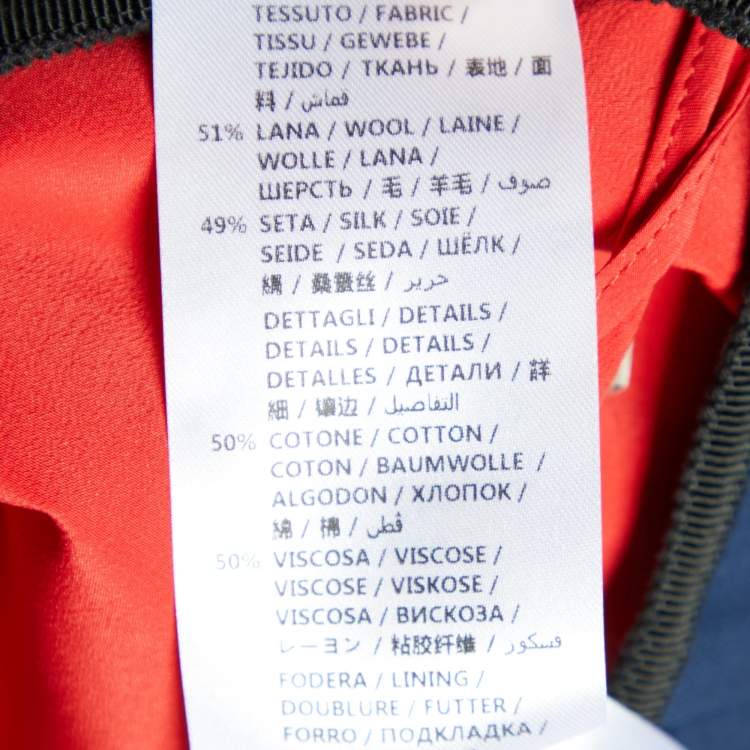 TESSUTO / FABRIC /
TISSU / GEWEBE /
TEJIDO / ТКАНЬ / 表地 / 面
料 / قماش
51% LANA / WOOL / LAINE /
WOLLE / LANA /
ШЕРСТЬ / 毛 / 羊毛 / صوف
49% SETA / SILK / SOIE /
SEIDE / SEDA / ШЁЛК /
絹 / 桑蚕丝 / حرير
DETTAGLI / DETAILS /
DETAILS / DETAILS /
DETALLES / ДЕТАЛИ / 詳
細 / 镶边 / التفاصيل
50% COTONE / COTTON /
COTON / BAUMWOLLE /
ALGODON / ХЛОПОК /
綿 / 棉 / قطن
50% VISCOSA / VISCOSE /
VISCOSE / VISKOSE /
VISCOSA / ВИСКОЗА /
レーヨン / 粘胶纤维 / فسكور
FODERA / LINING /
DOUBLURE / FUTTER /
FORRO / ПОДКЛАДКА /